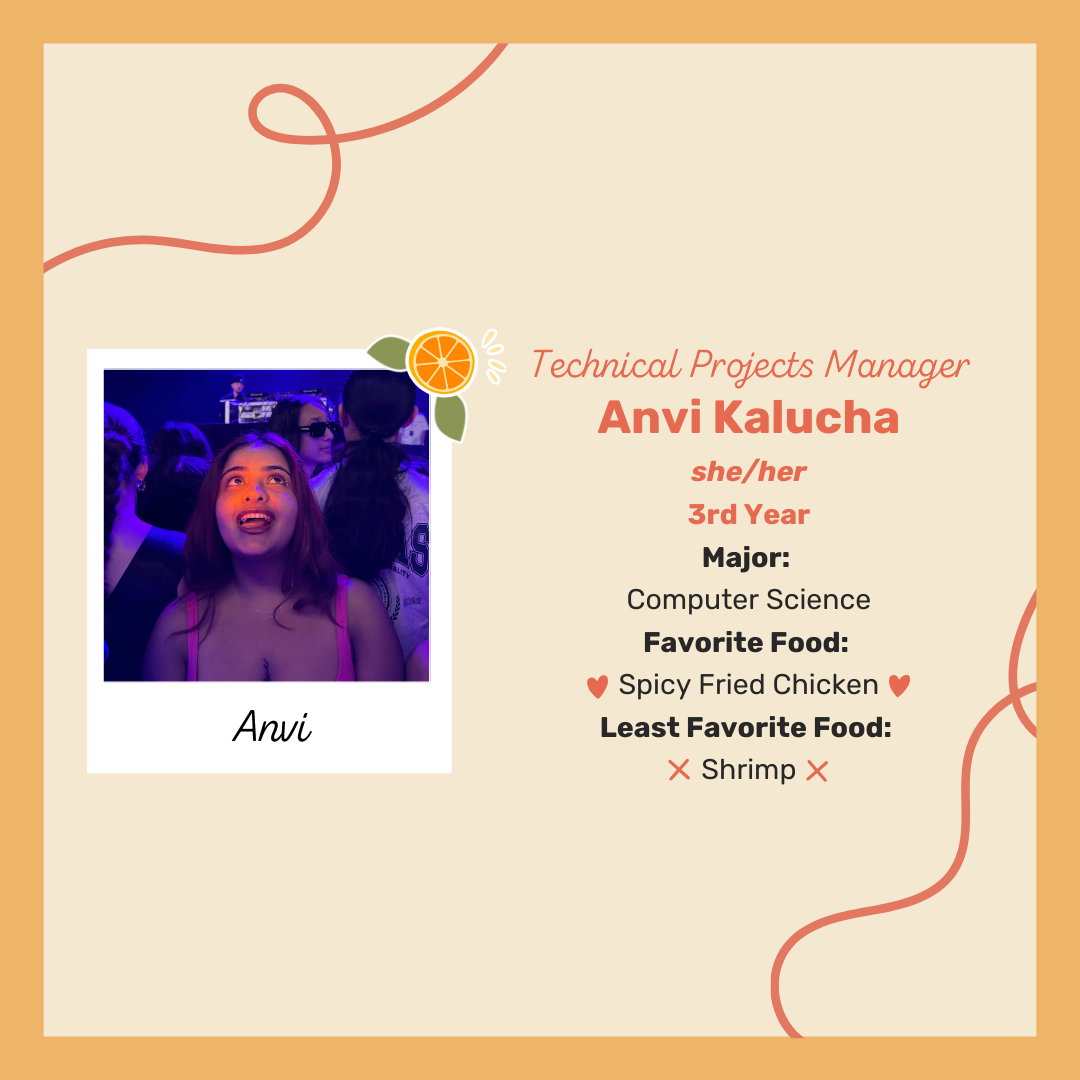 Technical Projects Manager
Anvi Kalucha
she/her
3rd Year
Major:
Computer Science
Favorite Food:
Spicy Fried Chicken
Least Favorite Food:
Shrimp
Anvi